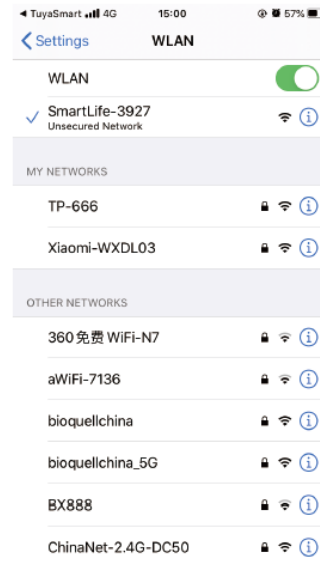 TuyaSmart 4G 15:00 57%
Settings WLAN
WLAN
SmartLife-3927
Unsecured Network
MY NETWORKS
TP-666
Xiaomi-WXDL03
OTHER NETWORKS
360免费WiFi-N7
aWiFi-7136
bioquellchina
bioquellchina_5G
BX888
ChinaNet-2.4G-DC50